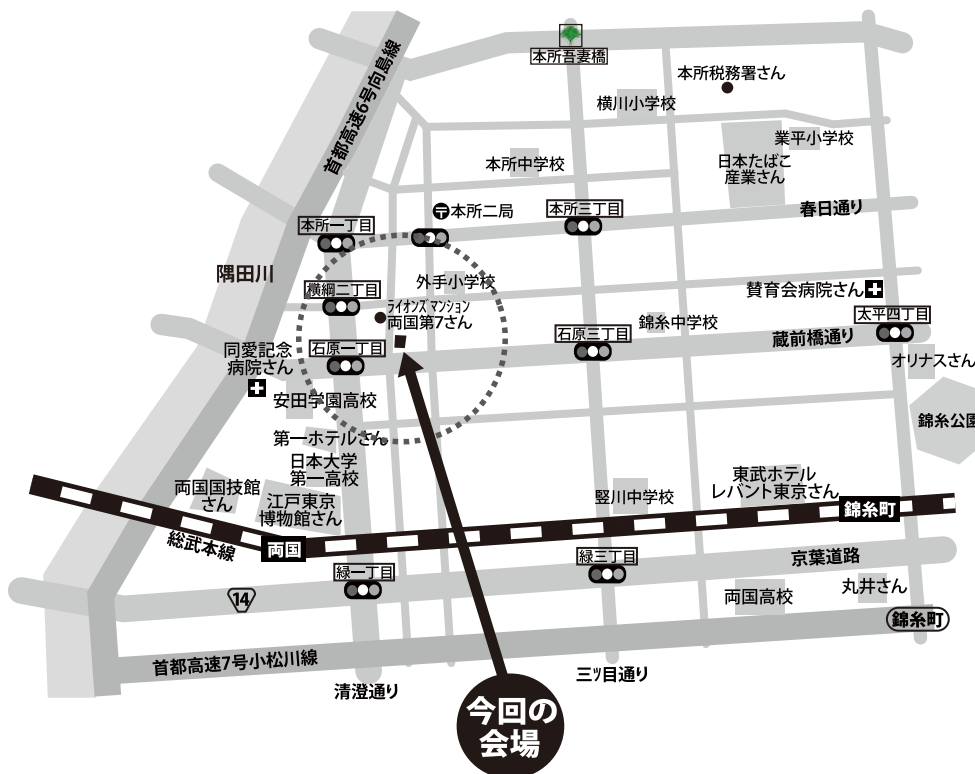 首都高速6号向島線
本所吾妻橋
本所税務署さん
横川小学校
業平小学校
本所中学校
日本たばこ
産業さん
春日通り
本所二局
本所三丁目
本所一丁目
隅田川
外手小学校
横綱二丁目
賛育会病院さん
ライオンズマンション
両国第7さん
太平四丁目
錦糸中学校
石原三丁目
蔵前橋通り
石原一丁目
同愛記念
病院さん
オリナスさん
安田学園高校
錦糸公園
第一ホテルさん
日本大学
第一高校
両国国技館
さん
江戸東京
博物館さん
東武ホテル
レバント東京さん
竪川中学校
錦糸町
総武本線
両国
緑三丁目
京葉道路
緑一丁目
14
両国高校
丸井さん
錦糸町
首都高速7号小松川線
三ッ目通り
清澄通り
今回の
会場